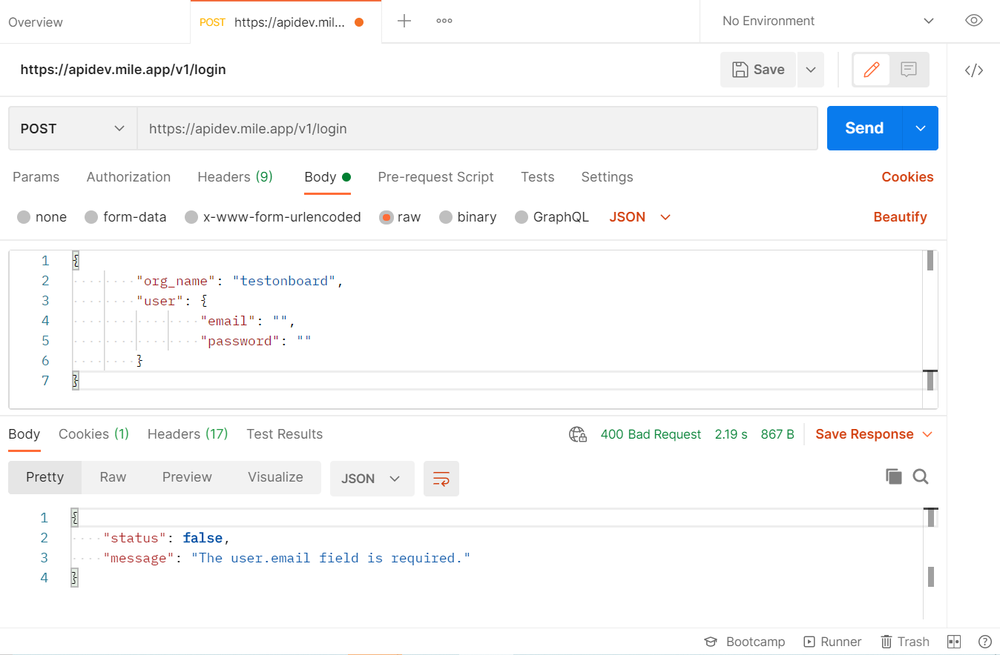 Overview POST https://apidev.mil... No Environment
https://apidev.mile.app/v1/login Save
POST https://apidev.mile.app/v1/login Send
Params Authorization Headers (9) Body Pre-request Script Tests Settings Cookies
none form-data x-www-form-urlencoded raw binary GraphQL JSON Beautify
1 {
2 "org_name": "testonboard",
3 "user": {
4 "email": "",
5 "password": ""
6 }
7 }
Body Cookies (1) Headers (17) Test Results 400 Bad Request 2.19 s 867 B Save Response
Pretty Raw Preview Visualize JSON
1 {
2 "status": false,
3 "message": "The user.email field is required."
4 }
Bootcamp Runner Trash